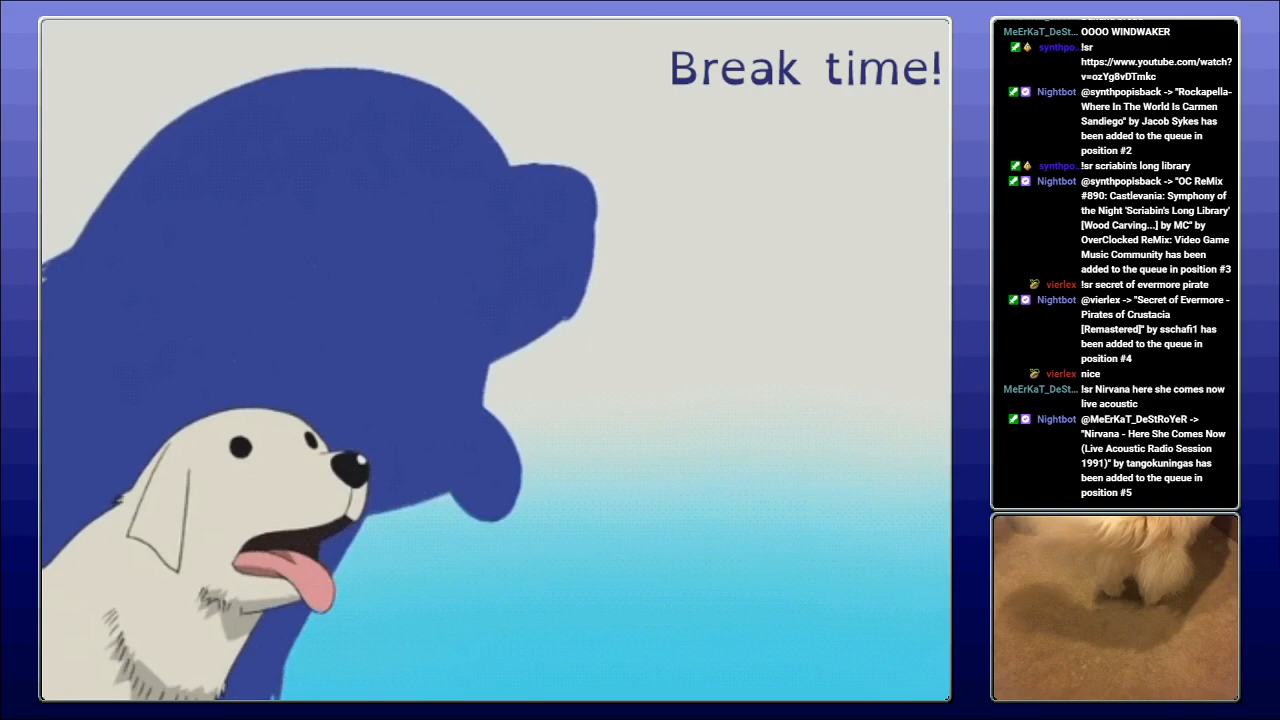 Break time!
MeErKaT_DeSt... OOOO WINDWAKER
synthpo.. !sr
https://www.youtube.com/watch?
v=ozYg8vDTmkc
Nightbot @synthpopisback -> "Rockapella-
Where In The World Is Carmen
Sandiego" by Jacob Sykes has
been added to the queue in
position #2
synthpo.. !sr scriabin's long library
Nightbot @synthpopisback -> "OC ReMix
#890: Castlevania: Symphony of
the Night 'Scriabin's Long Library'
[Wood Carving...] by MC" by
OverClocked ReMix: Video Game
Music Community has been
added to the queue in position #3
vierlex !sr secret of evermore pirate
Nightbot @vierlex -> "Secret of Evermore -
Pirates of Crustacia
[Remastered]" by sschafi1 has
been added to the queue in
position #4
vierlex nice
MeErKaT_DeSt... !sr Nirvana here she comes now
live acoustic
Nightbot @MeErKaT_DeStRoYeR ->
"Nirvana - Here She Comes Now
(Live Acoustic Radio Session
1991)" by tangokuningas has
been added to the queue in
position #5